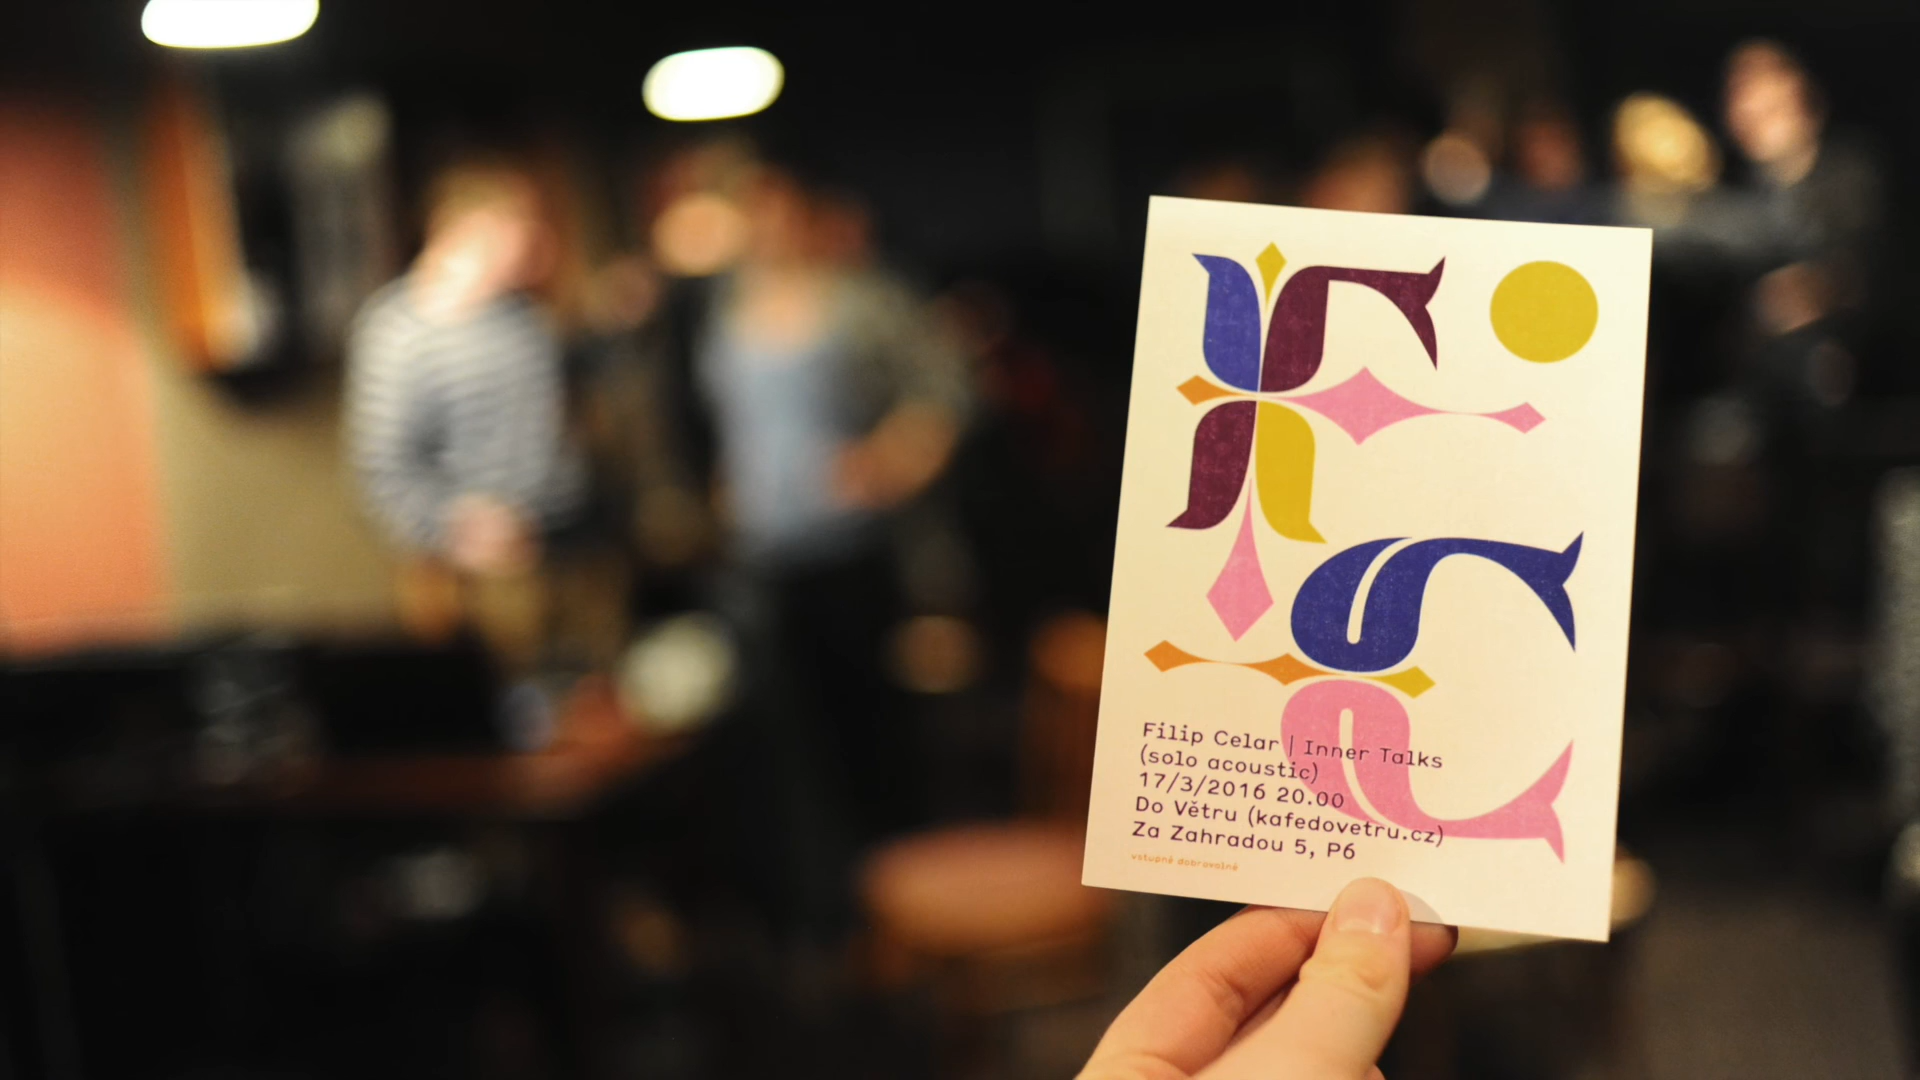 Filip Celar | Inner Talks
(solo acoustic)
17/3/2016 20.00
Do Větru (kafedovetru.cz)
Za Zahradou 5, P6
vstupné dobrovolné